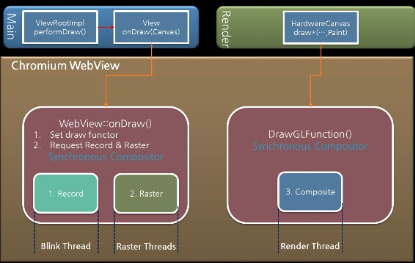 Main
ViewRootImpl
performDraw()
View
onDraw(Canvas)
Render
HardwareCanvas
draw*(...,Paint)
Chromium WebView
WebView::onDraw()
1. Set draw functor
2. Request Record & Raster
Synchronous Compositor
1. Record
2. Raster
Blink Thread
Raster Threads
DrawGLFunction()
Synchronous Compositor
3. Composite
Render Thread